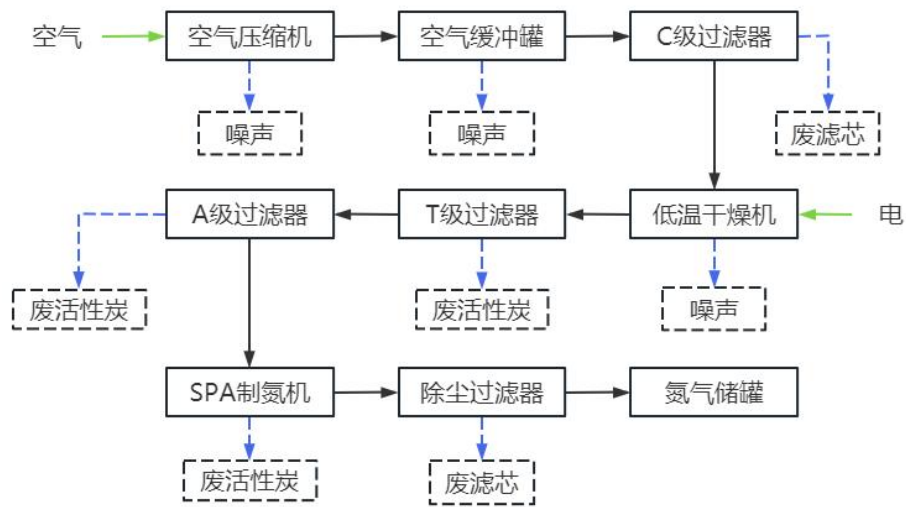 空气
空气压缩机
空气缓冲罐
C级过滤器
噪声
噪声
废滤芯
A级过滤器
T级过滤器
低温干燥机
电
废活性炭
废活性炭
噪声
SPA制氮机
除尘过滤器
氮气储罐
废活性炭
废滤芯